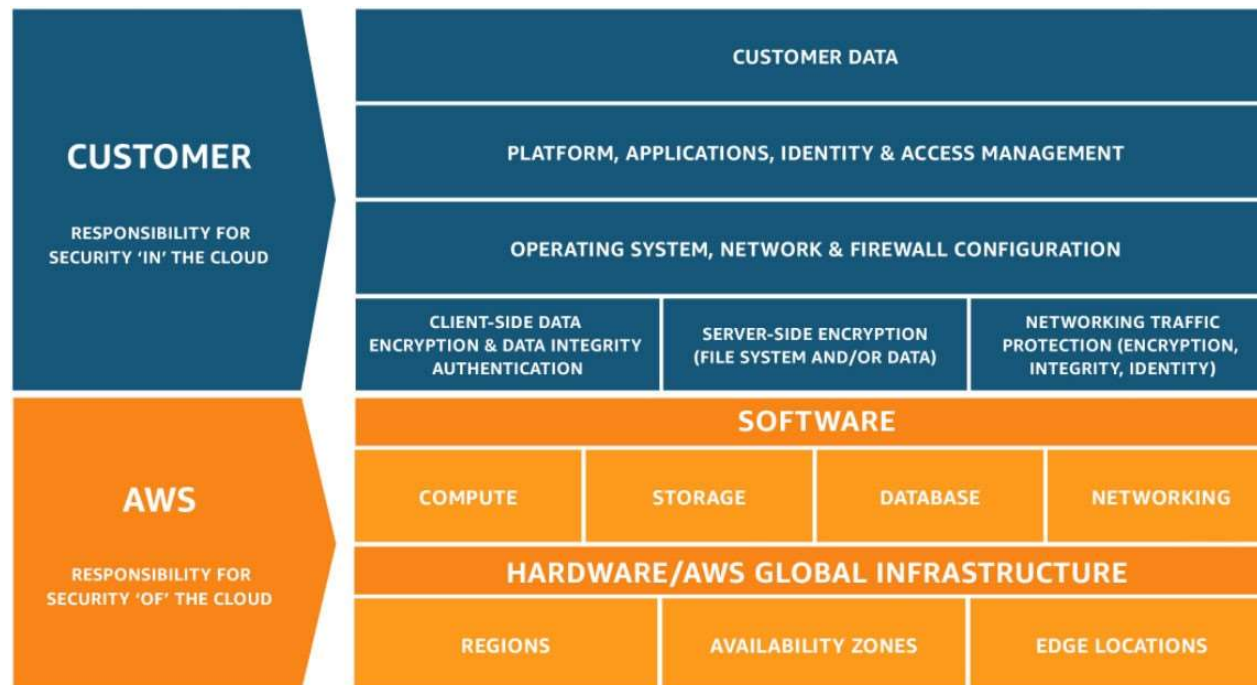 CUSTOMER
RESPONSIBILITY FOR
SECURITY ‘IN’ THE CLOUD
CUSTOMER DATA
PLATFORM, APPLICATIONS, IDENTITY & ACCESS MANAGEMENT
OPERATING SYSTEM, NETWORK & FIREWALL CONFIGURATION
CLIENT-SIDE DATA
ENCRYPTION & DATA INTEGRITY
AUTHENTICATION
SERVER-SIDE ENCRYPTION
(FILE SYSTEM AND/OR DATA)
NETWORKING TRAFFIC
PROTECTION (ENCRYPTION,
INTEGRITY, IDENTITY)
AWS
RESPONSIBILITY FOR
SECURITY ‘OF’ THE CLOUD
SOFTWARE
COMPUTE
STORAGE
DATABASE
NETWORKING
HARDWARE/AWS GLOBAL INFRASTRUCTURE
REGIONS
AVAILABILITY ZONES
EDGE LOCATIONS